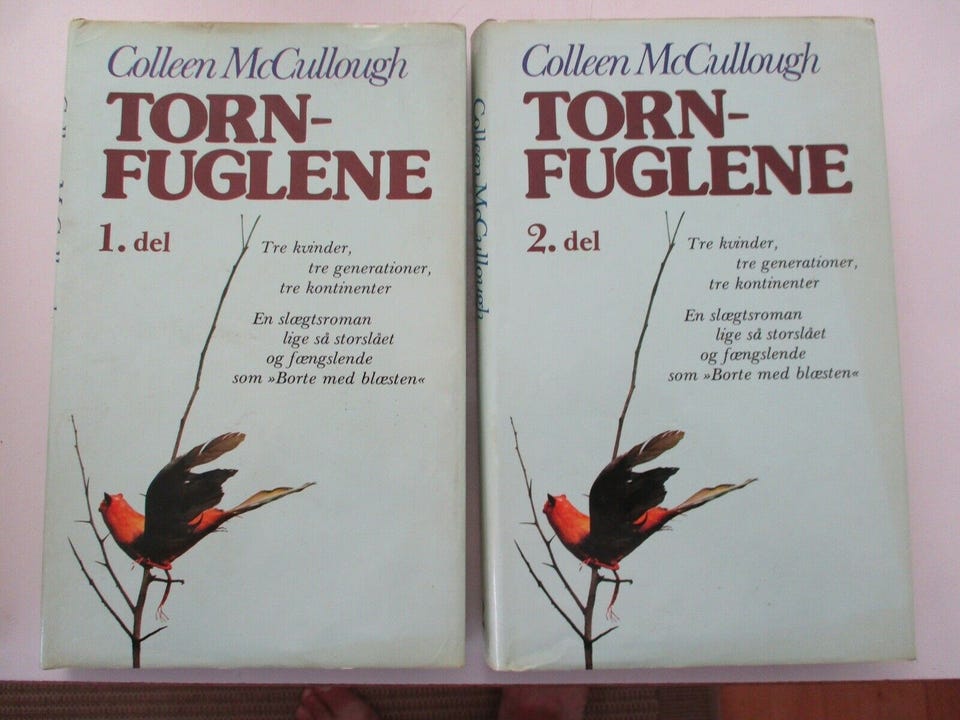 Colleen McCullough
TORN-
FUGLENE
1. del
Tre kvinder,
tre generationer,
tre kontinenter
En slægtsroman
lige så storslået
og fængslende
som »Borte med blæsten«
Colleen McCullough
Colleen McCullough
TORN-
FUGLENE
2. del
Tre kvinder,
tre generationer,
tre kontinenter
En slægtsroman
lige så storslået
og fængslende
som »Borte med blæsten«